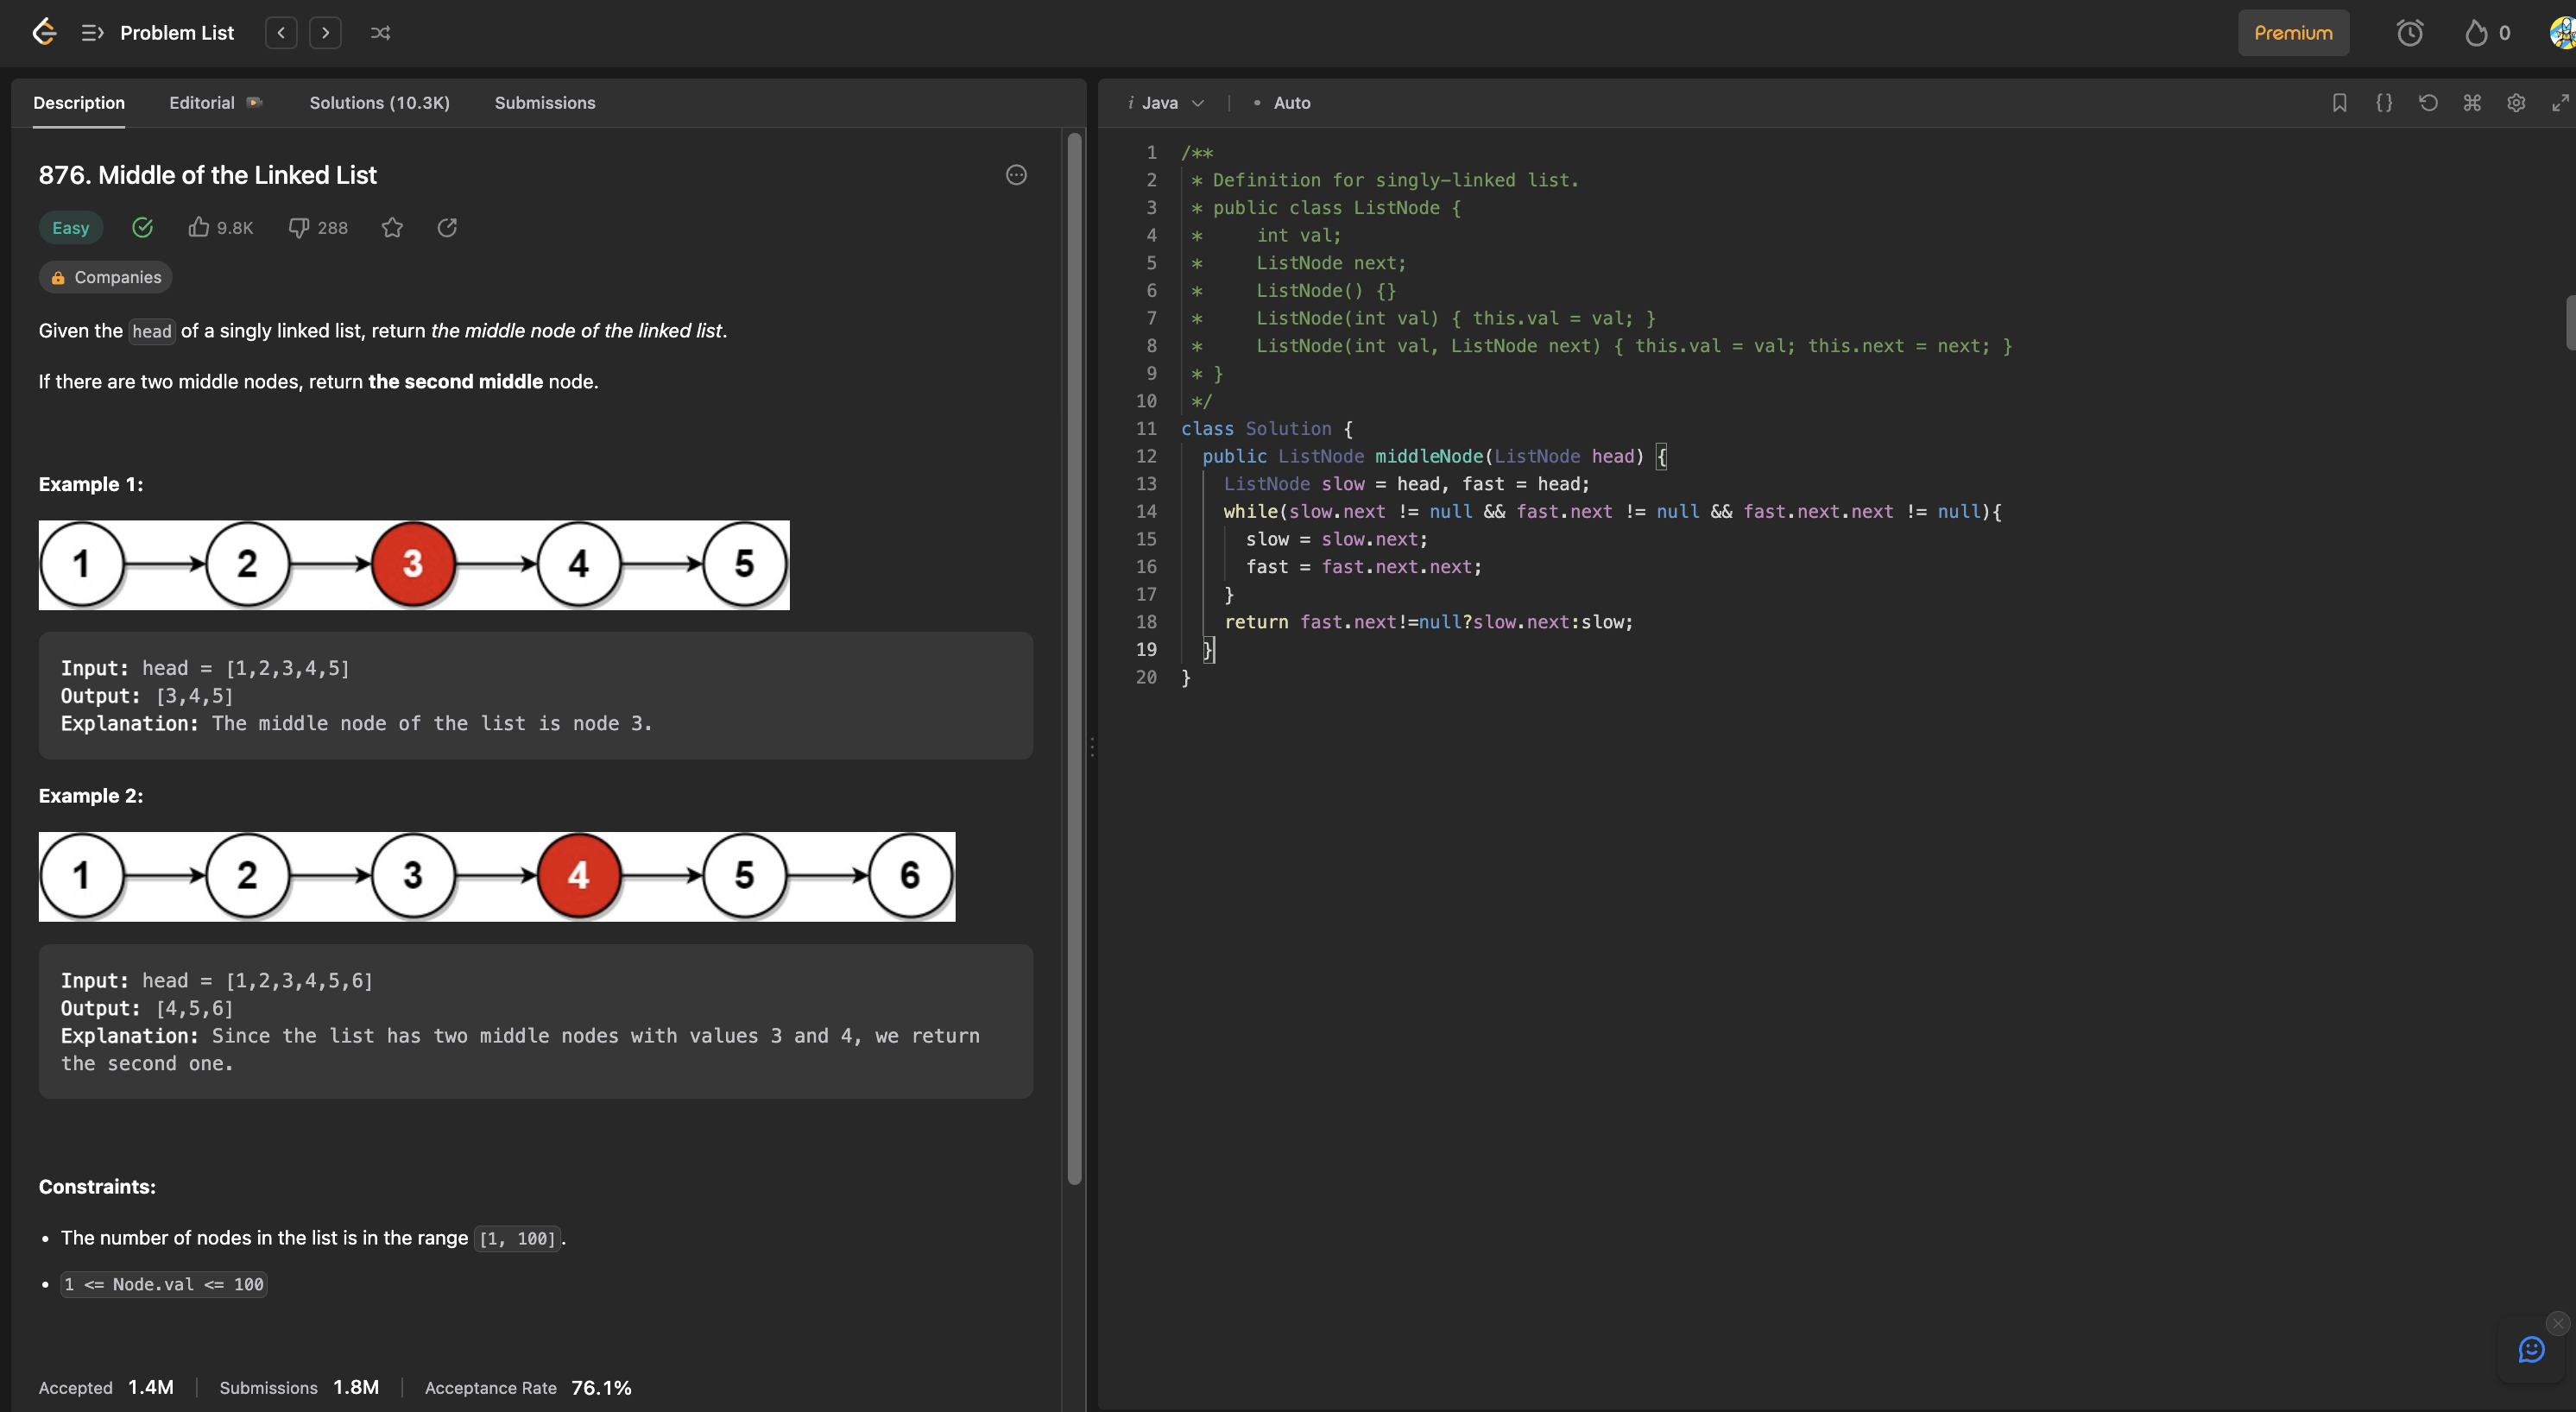 Problem List
Premium
0
Description
Editorial
Solutions (10.3K)
Submissions
876. Middle of the Linked List
Easy
9.8K
288
Companies
Given the head of a singly linked list, return the middle node of the linked list.
If there are two middle nodes, return the second middle node.
Example 1:
1
2
3
4
5
Input: head = [1,2,3,4,5]
Output: [3,4,5]
Explanation: The middle node of the list is node 3.
Example 2:
1
2
3
4
5
6
Input: head = [1,2,3,4,5,6]
Output: [4,5,6]
Explanation: Since the list has two middle nodes with values 3 and 4, we return
the second one.
Constraints:
• The number of nodes in the list is in the range [1, 100].
• 1 <= Node.val <= 100
Accepted 1.4M | Submissions 1.8M | Acceptance Rate 76.1%
i Java | • Auto
1 /**
2  * Definition for singly-linked list.
3  * public class ListNode {
4  *     int val;
5  *     ListNode next;
6  *     ListNode() {}
7  *     ListNode(int val) { this.val = val; }
8  *     ListNode(int val, ListNode next) { this.val = val; this.next = next; }
9  * }
10  */
11 class Solution {
12   public ListNode middleNode(ListNode head) {
13     ListNode slow = head, fast = head;
14     while(slow.next != null && fast.next != null && fast.next.next != null){
15       slow = slow.next;
16       fast = fast.next.next;
17     }
18     return fast.next!=null?slow.next:slow;
19   }
20 }